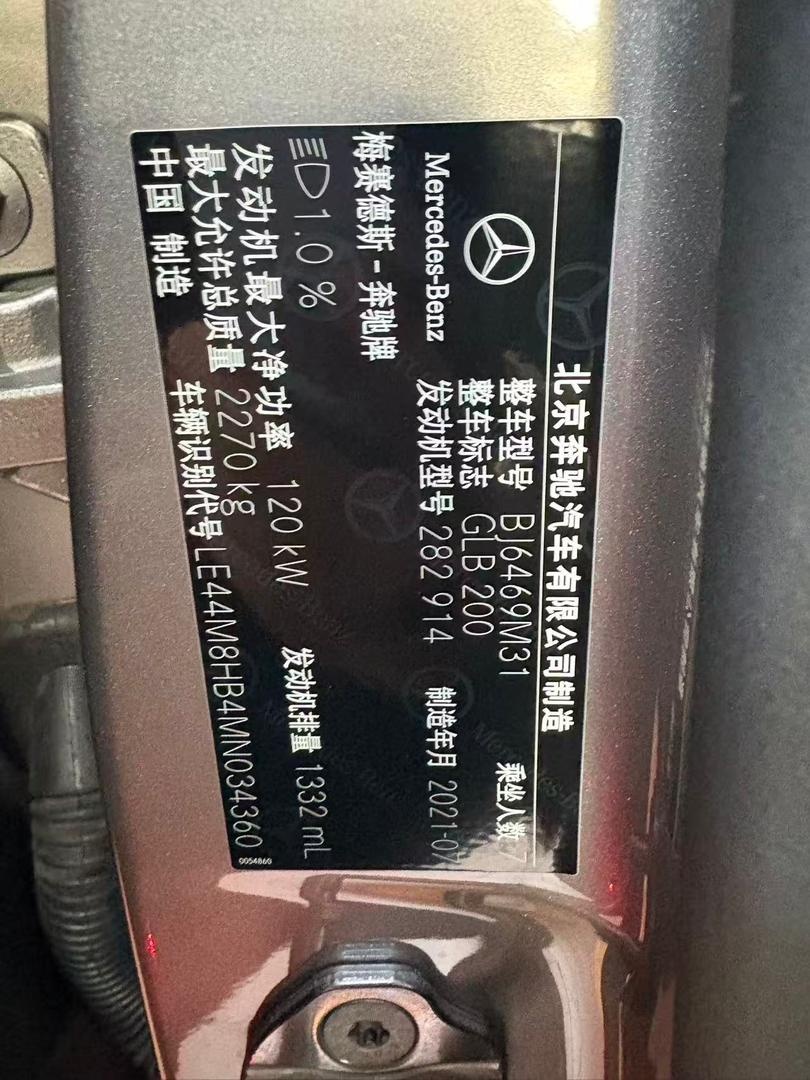 北京奔驰汽车有限公司制造
Mercedes-Benz
整车型号 BJ6469M31 乘坐人数 7
整车标志 GLB 200
发动机型号 282 914 制造年月 2021-07
梅赛德斯-奔驰牌
1.0% 发动机排量 1332 mL
发动机最大净功率 120 kW
最大允许总质量 2270 kg
车辆识别代号 LE44M8HB4MN034360
中国 制造
0054860